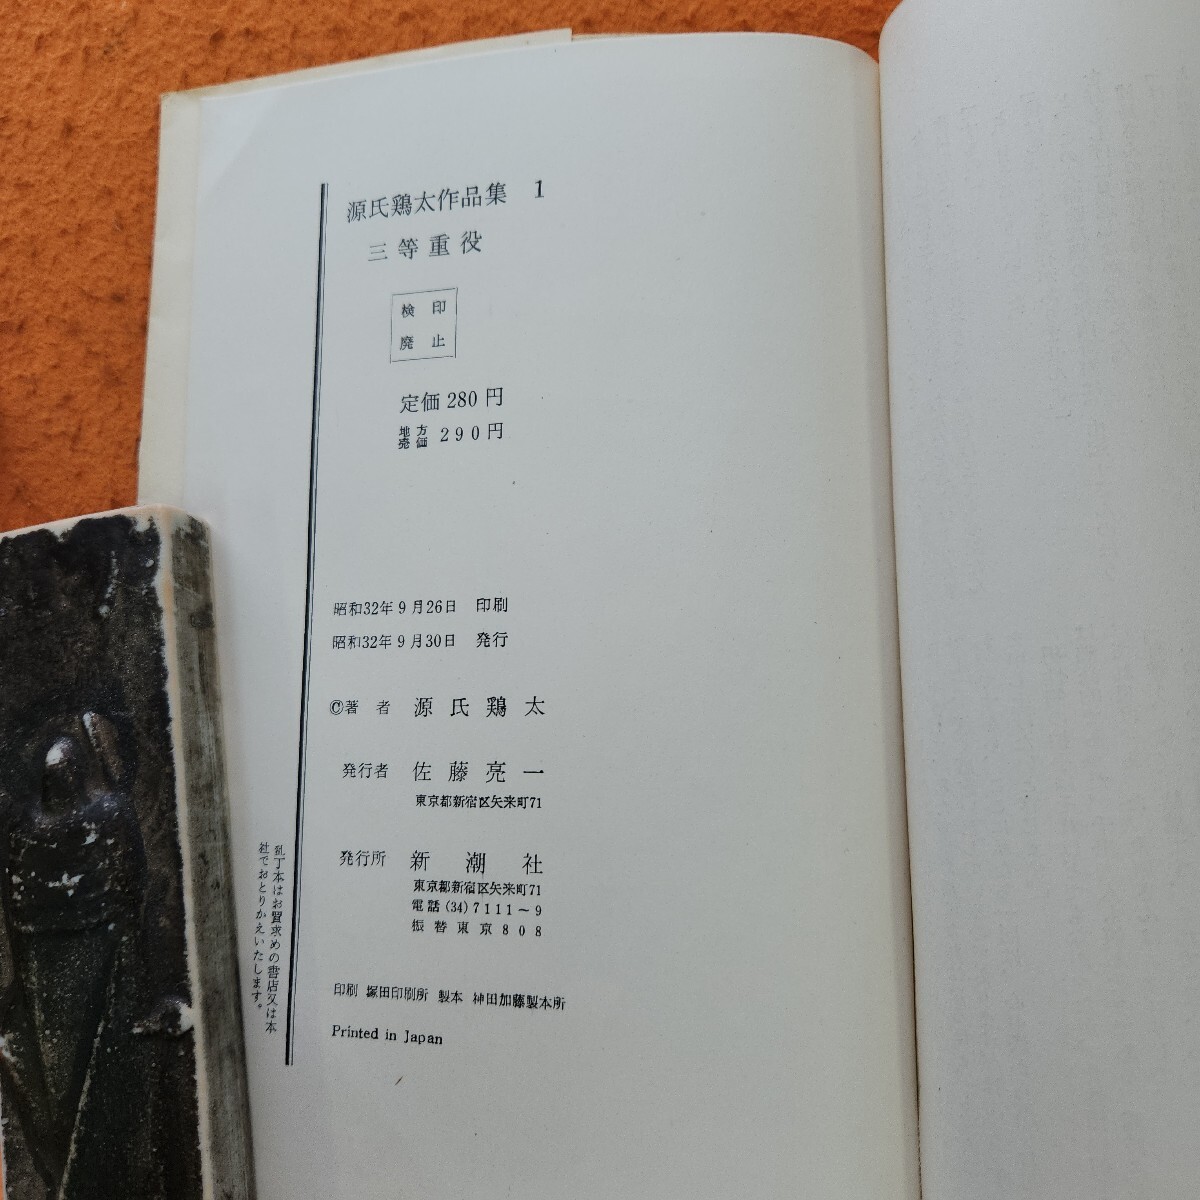 源氏鶏太作品集 1
三等重役
検印
廃止
定価 280 円
地方売価 290円
昭和32年9月26日 印刷
昭和32年9月30日 発行
©著者 源氏鶏太
発行者 佐藤亮一
東京都新宿区矢来町71
発行所 新潮社
東京都新宿区矢来町71
電話 (34) 7111～9
振替東京 808
印刷 塚田印刷所 製本 神田加藤製本所
Printed in Japan
乱丁本はお買求めの書店又は本
社でおとりかえいたします。